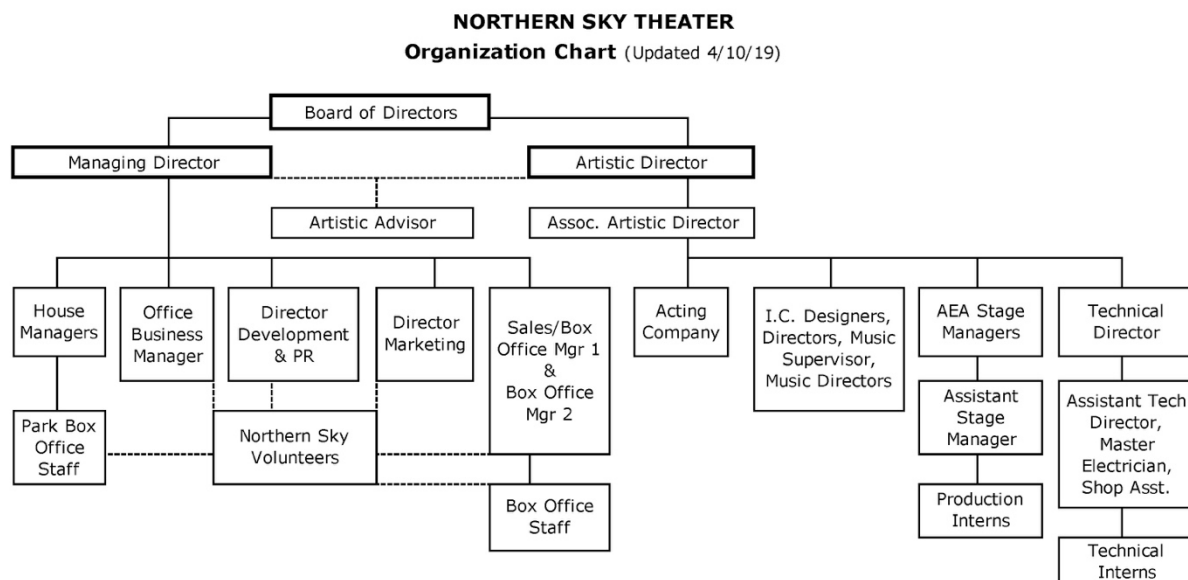 NORTHERN SKY THEATER
Organization Chart (Updated 4/10/19)
Board of Directors
Managing Director
Artistic Director
Artistic Advisor
Assoc. Artistic Director
House
Managers
Office
Business
Manager
Director
Development
& PR
Director
Marketing
Sales/Box
Office Mgr 1
&
Box Office
Mgr 2
Acting
Company
I.C. Designers,
Directors, Music
Supervisor,
Music Directors
AEA Stage
Managers
Technical
Director
Park Box
Office
Staff
Northern Sky
Volunteers
Box Office
Staff
Assistant
Stage
Manager
Production
Interns
Assistant Tech
Director,
Master
Electrician,
Shop Asst.
Technical
Interns